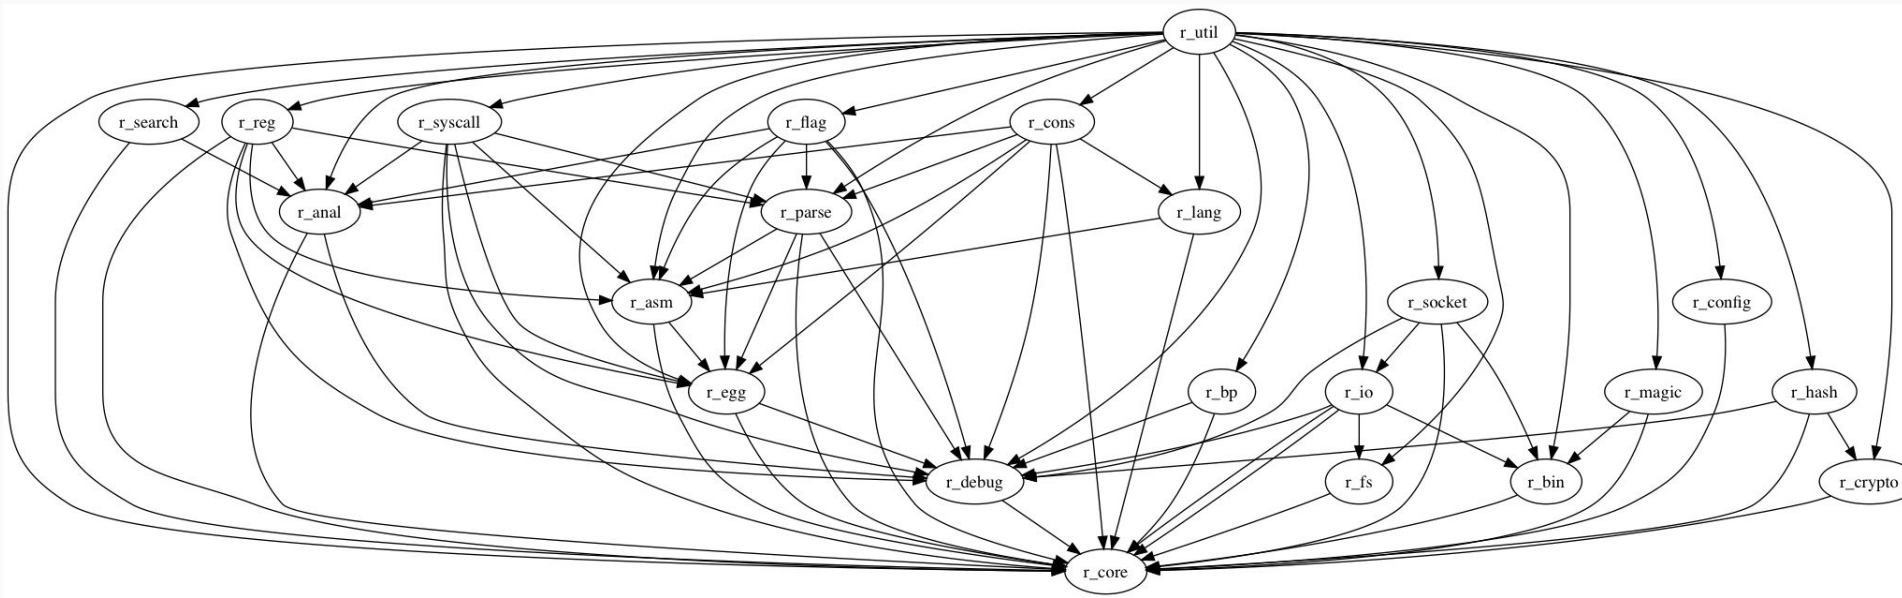 r_util
r_search
r_reg
r_syscall
r_flag
r_cons
r_anal
r_parse
r_lang
r_asm
r_socket
r_config
r_egg
r_bp
r_io
r_magic
r_hash
r_debug
r_fs
r_bin
r_crypto
r_core